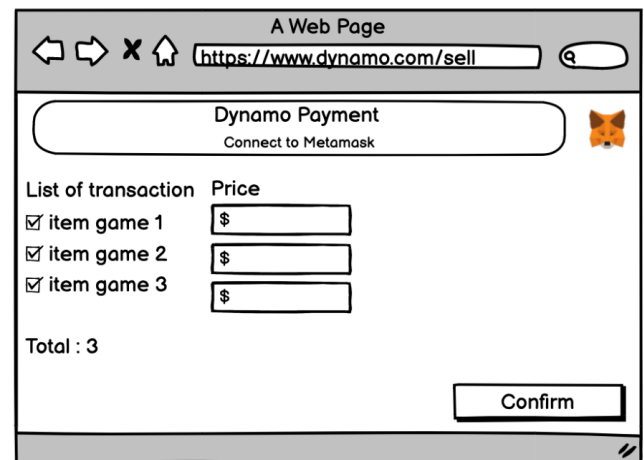 A Web Page
https://www.dynamo.com/sell
Dynamo Payment
Connect to Metamask
List of transaction Price
item game 1 $
item game 2 $
item game 3 $
Total : 3
Confirm